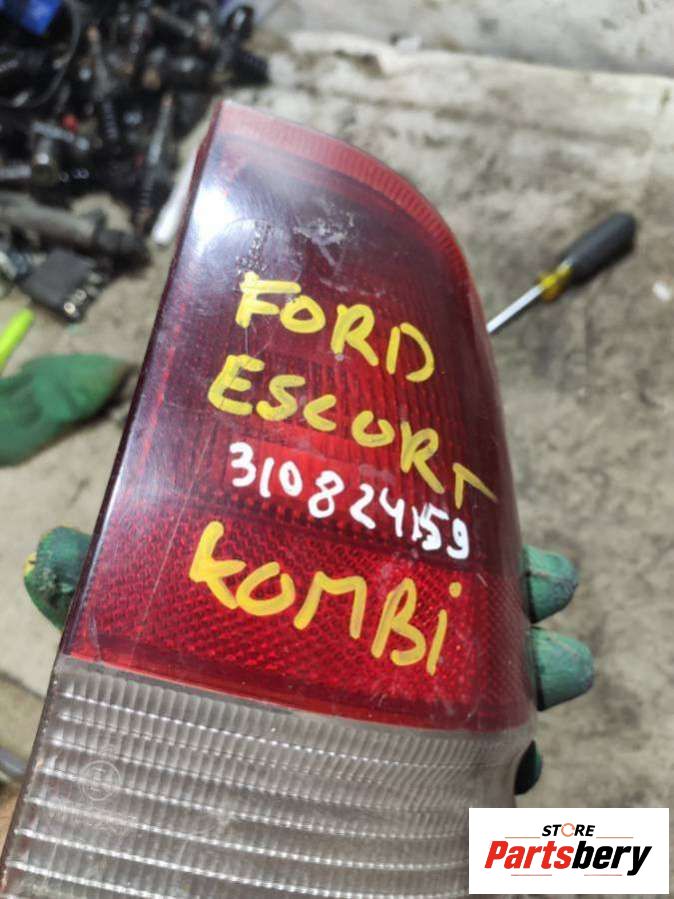 FORD
ESCORT
310824159
KOMBi
STORE
Partsbery